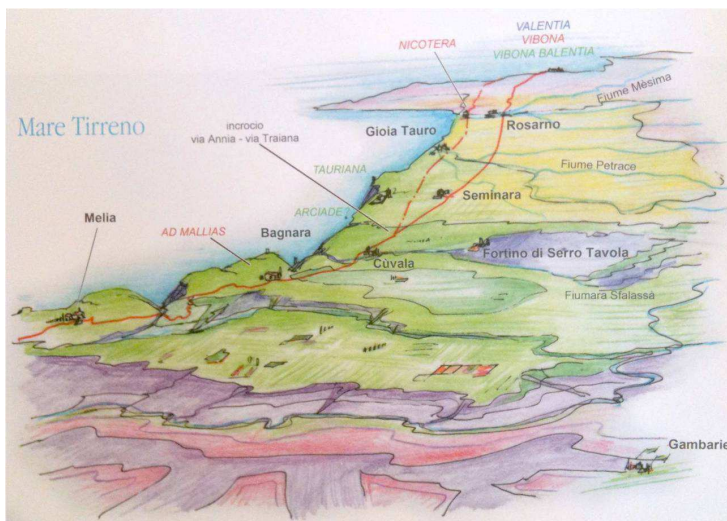 VALENTIA
VIBONA
VIBONA BALENTIA
NICOTERA
Fiume Mèsima
Mare Tirreno
incrocio
via Annia - via Traiana
Gioia Tauro
Rosarno
Fiume Petrace
TAURIANA
Seminara
ARCIADE
Melia
AD MALLIAS
Bagnara
Cùvala
Fortino di Serro Tavola
Fiumara Sfalassà
Gambarie